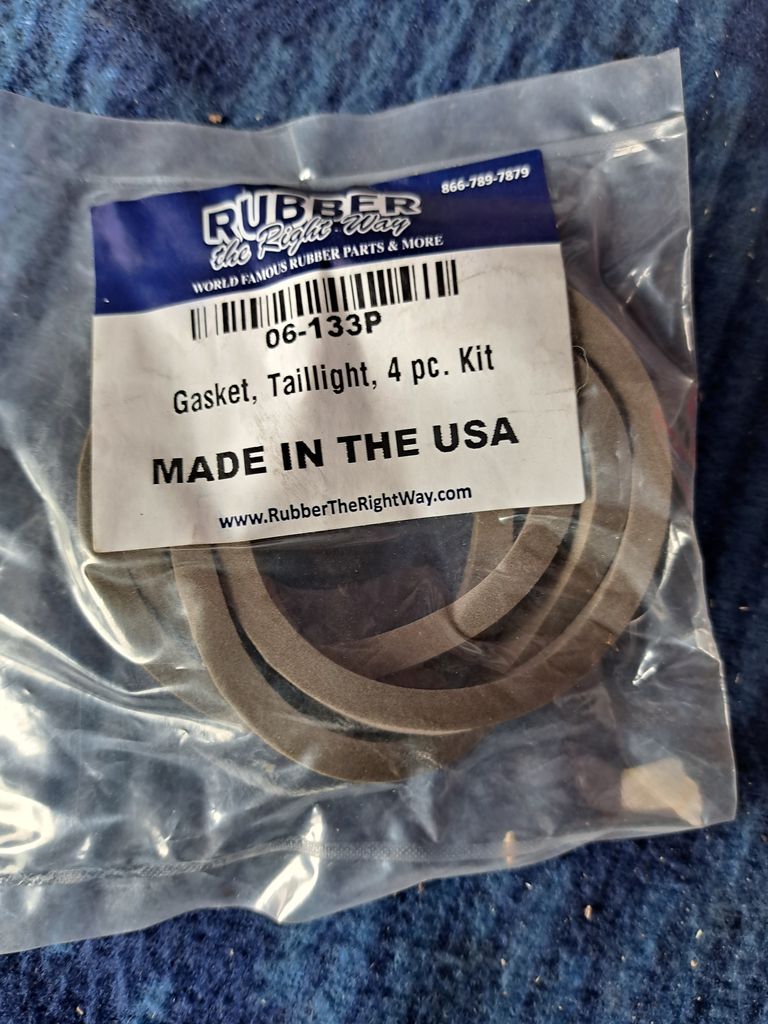 866-789-7879
RUBBER
the Right Way
WORLD FAMOUS RUBBER PARTS & MORE
06-133P
Gasket, Taillight, 4 pc. Kit
MADE IN THE USA
www.RubberTheRightWay.com